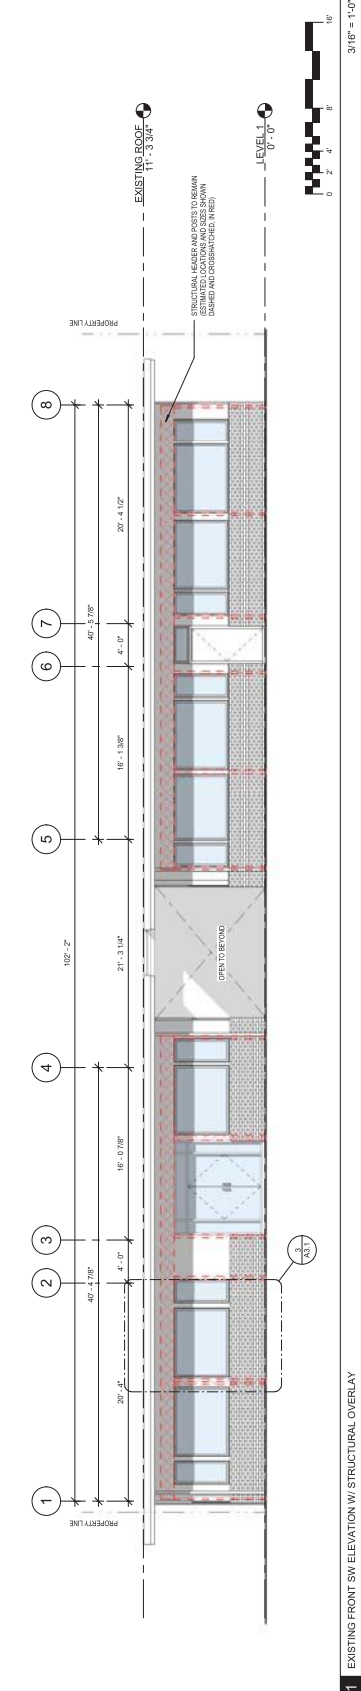 1
2
3
4
5
6
7
8
102' - 2"
40' - 4 7/8"
40' - 5 7/8"
20' - 4"
4' - 0"
16' - 0 7/8"
21' - 3 1/4"
16' - 1 3/8"
4' - 0"
20' - 4 1/2"
PROPERTY LINE
PROPERTY LINE
EXISTING ROOF
11' - 3 3/4"
STRUCTURAL HEADER AND POSTS TO REMAIN
(ESTIMATED LOCATIONS AND SIZES SHOWN
DASHED AND CROSSHATCHED, IN RED)
OPEN TO BEYOND
LEVEL 1
0' - 0"
3
A3.1
0
2'
4'
8'
16'
1
EXISTING FRONT SW ELEVATION W/ STRUCTURAL OVERLAY
3/16" = 1'-0"